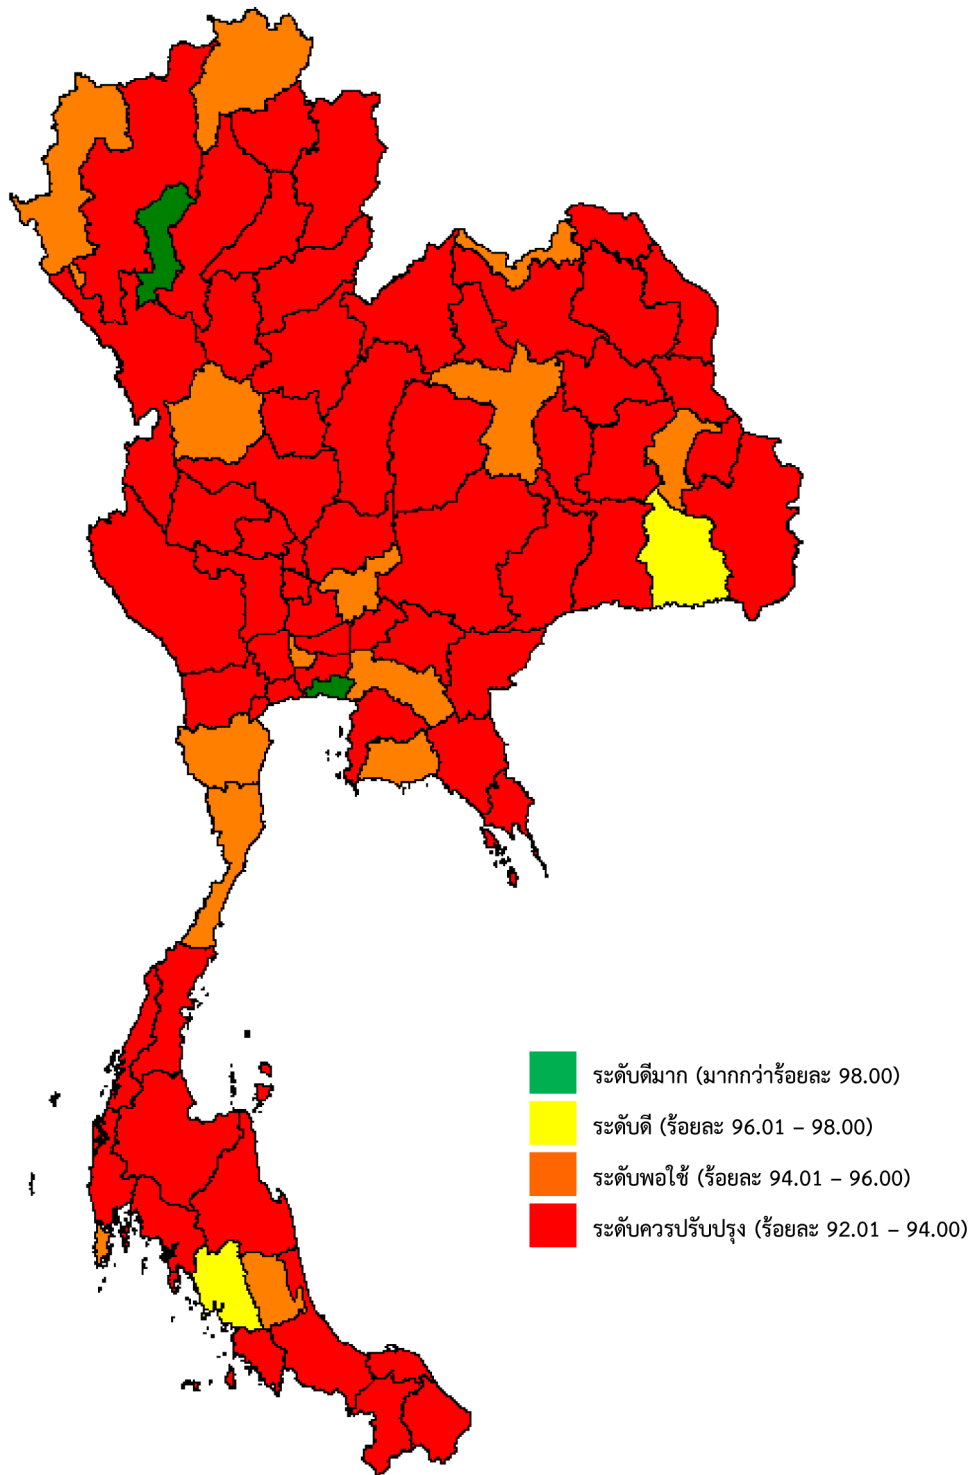 ระดับดีมาก (มากกว่าร้อยละ 98.00)
ระดับดี (ร้อยละ 96.01 – 98.00)
ระดับพอใช้ (ร้อยละ 94.01 – 96.00)
ระดับควรปรับปรุง (ร้อยละ 92.01 – 94.00)